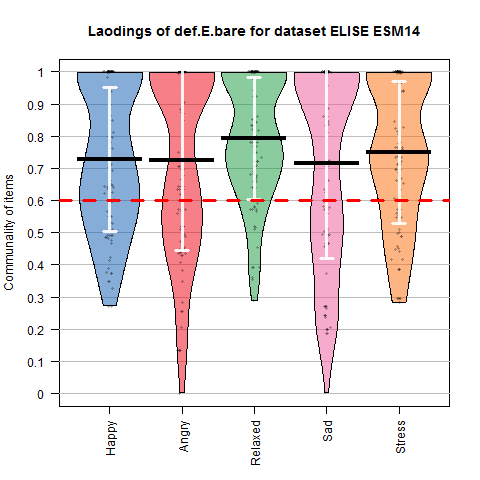 Laodings of def.E.bare for dataset ELISE ESM14
Communality of items
1
0.9
0.8
0.7
0.6
0.5
0.4
0.3
0.2
0.1
0
Happy
Angry
Relaxed
Sad
Stress